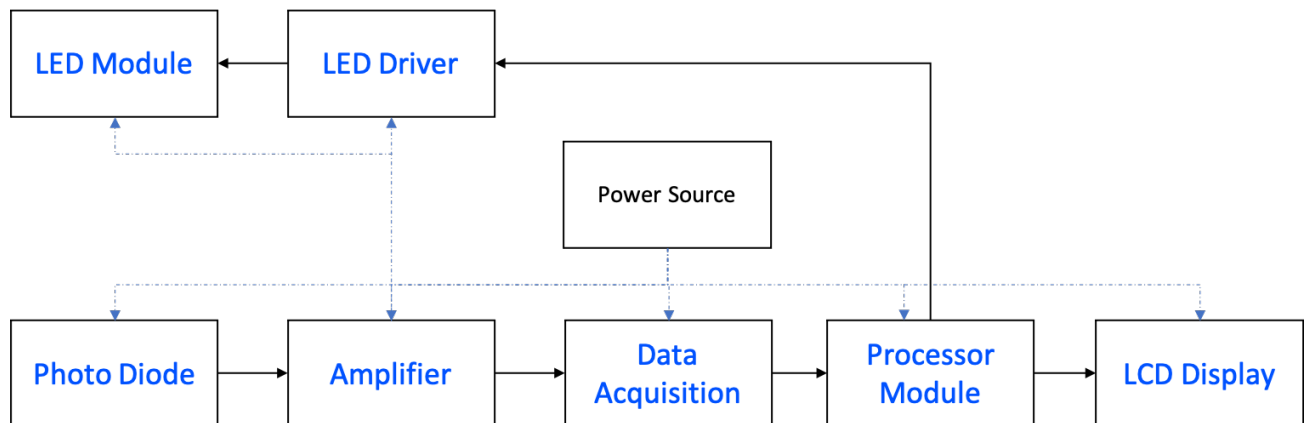 LED Module
LED Driver
Power Source
Photo Diode
Amplifier
Data
Acquisition
Processor
Module
LCD Display